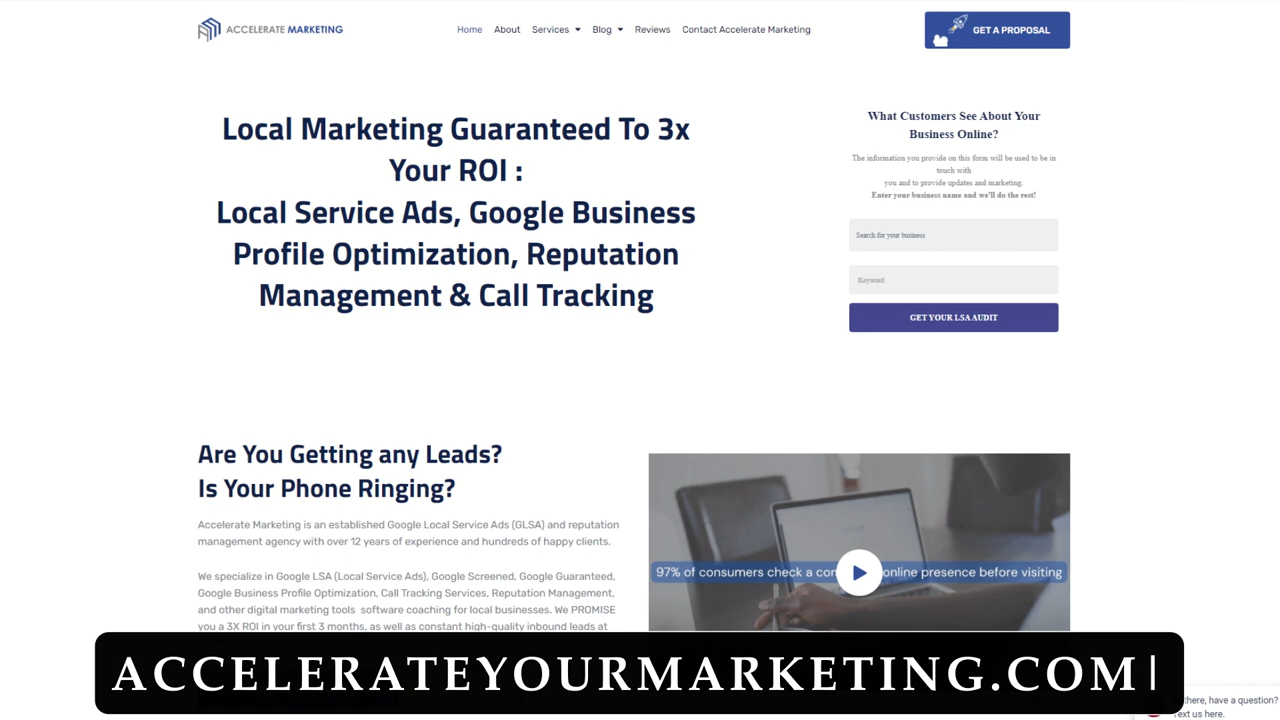 ACCELERATE MARKETING
Home About Services Blog Reviews Contact Accelerate Marketing
GET A PROPOSAL
Local Marketing Guaranteed To 3x
Your ROI :
Local Service Ads, Google Business
Profile Optimization, Reputation
Management & Call Tracking
What Customers See About Your
Business Online?
The information you provide on this form will be used to be in
touch with
you and to provide updates and marketing.
Enter your business name and we'll do the rest!
Search for your business
Keyword
GET YOUR LSA AUDIT
Are You Getting any Leads?
Is Your Phone Ringing?
Accelerate Marketing is an established Google Local Service Ads (GLSA) and reputation
management agency with over 12 years of experience and hundreds of happy clients.
We specialize in Google LSA (Local Service Ads), Google Screened, Google Guaranteed,
Google Business Profile Optimization, Call Tracking Services, Reputation Management,
and other digital marketing tools software coaching for local businesses. We PROMISE
you a 3X ROI in your first 3 months, as well as constant high-quality inbound leads at
97% of consumers check a con online presence before visiting
ACCELERATEYOURMARKETING.COM|
there, have a question?
Text us here.